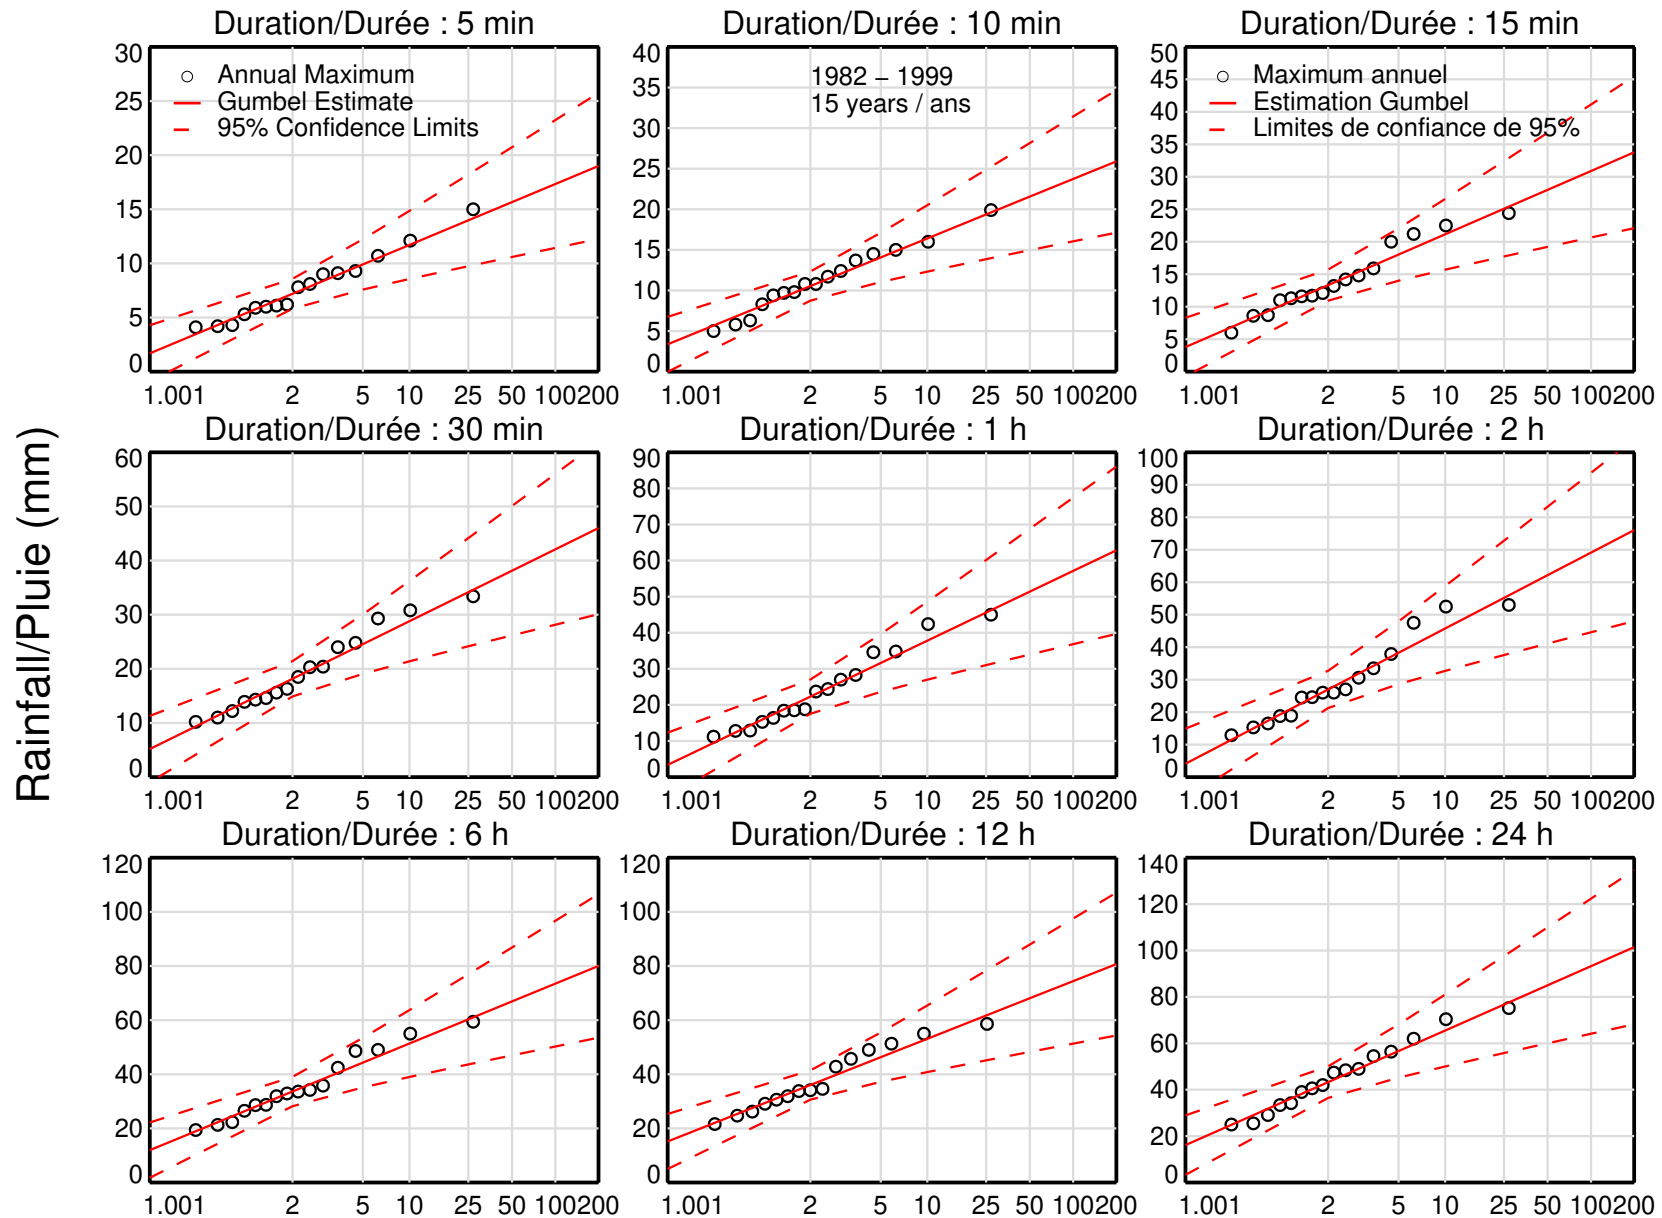 Rainfall/Pluie (mm)
Duration/Durée : 5 min
30
25
20
15
10
5
0
Annual Maximum
Gumbel Estimate
95% Confidence Limits
1.001 2 5 10 25 50 100200
Duration/Durée : 10 min
40
35
30
25
20
15
10
5
0
1982 – 1999
15 years / ans
1.001 2 5 10 25 50 100200
Duration/Durée : 15 min
50
45
40
35
30
25
20
15
10
5
0
Maximum annuel
Estimation Gumbel
Limites de confiance de 95%
1.001 2 5 10 25 50 100200
Duration/Durée : 30 min
60
50
40
30
20
10
0
1.001 2 5 10 25 50 100200
Duration/Durée : 1 h
90
80
70
60
50
40
30
20
10
0
1.001 2 5 10 25 50 100200
Duration/Durée : 2 h
100
90
80
70
60
50
40
30
20
10
0
1.001 2 5 10 25 50 100200
Duration/Durée : 6 h
120
100
80
60
40
20
0
1.001 2 5 10 25 50 100200
Duration/Durée : 12 h
120
100
80
60
40
20
0
1.001 2 5 10 25 50 100200
Duration/Durée : 24 h
140
120
100
80
60
40
20
0
1.001 2 5 10 25 50 100200